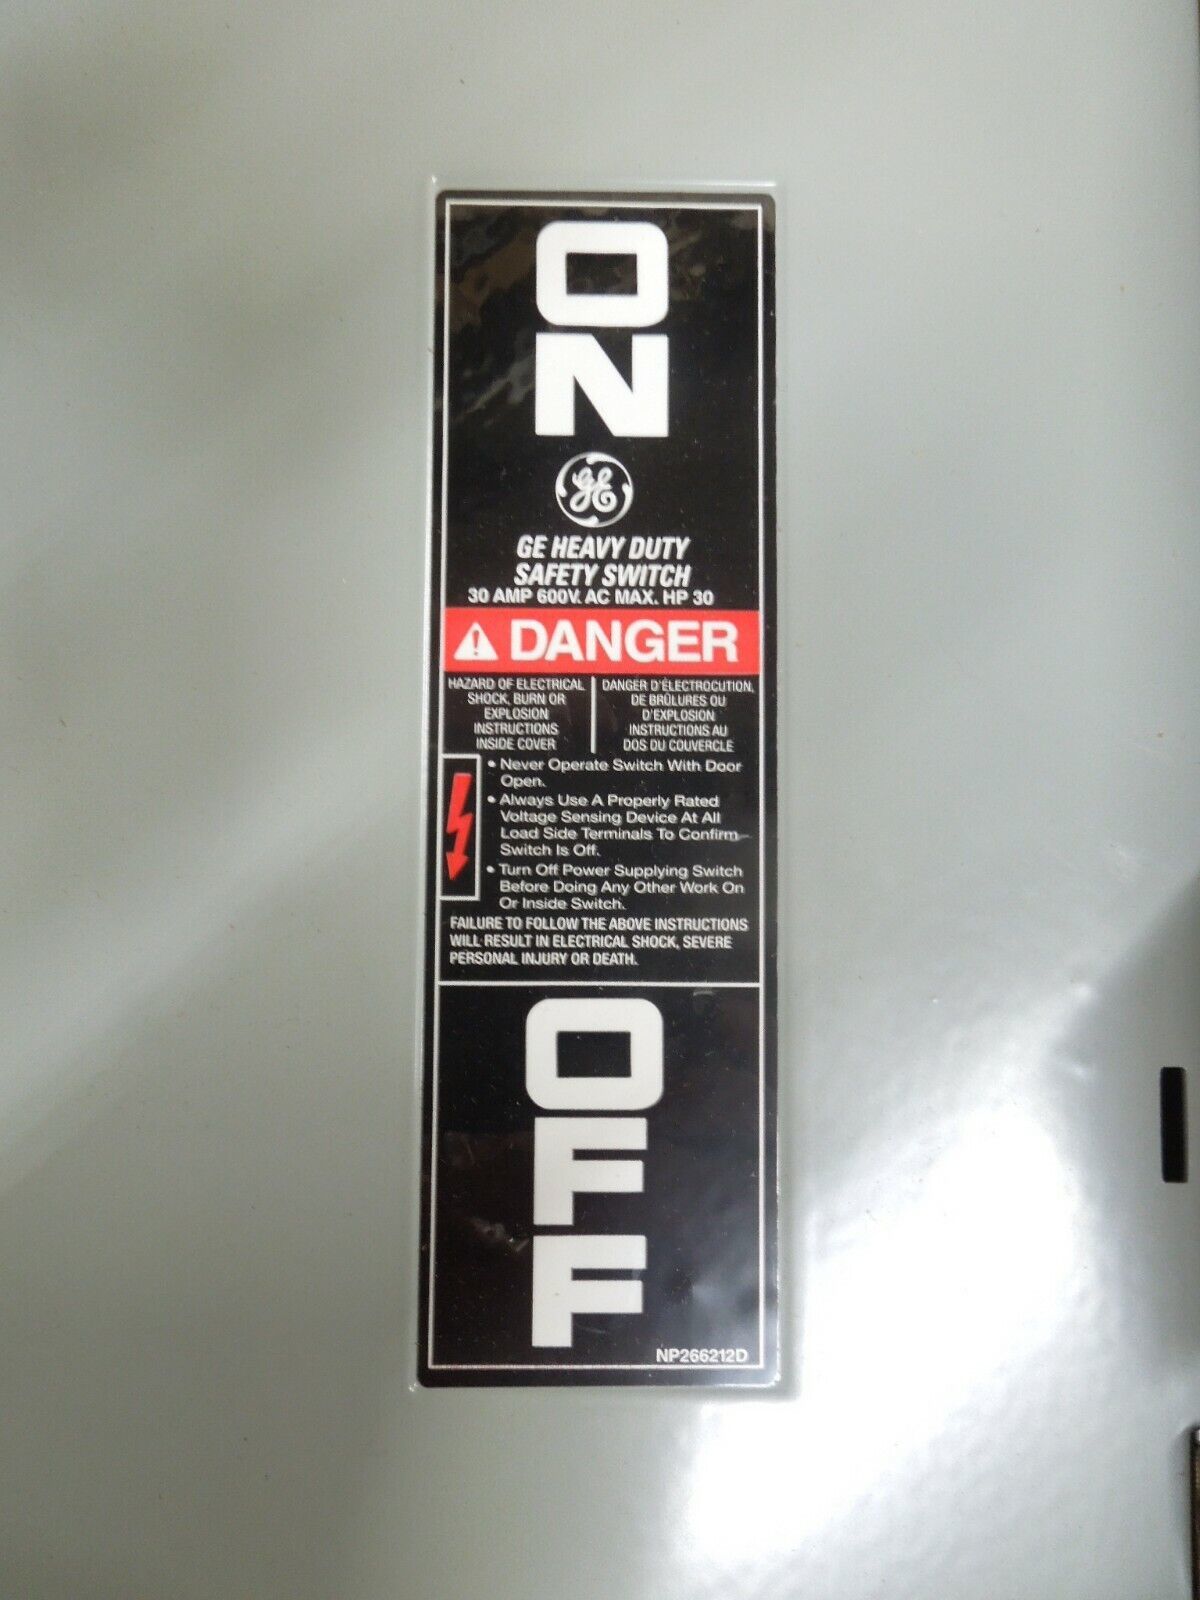 ON
GE
GE HEAVY DUTY
SAFETY SWITCH
30 AMP 600V. AC MAX. HP 30
DANGER
HAZARD OF ELECTRICAL
SHOCK, BURN OR
EXPLOSION
INSTRUCTIONS
INSIDE COVER
DANGER D'ÉLECTROCUTION,
DE BRÛLURES OU
D'EXPLOSION
INSTRUCTIONS AU
DOS DU COUVERCLE
• Never Operate Switch With Door
Open.
• Always Use A Properly Rated
Voltage Sensing Device At All
Load Side Terminals To Confirm
Switch Is Off.
• Turn Off Power Supplying Switch
Before Doing Any Other Work On
Or Inside Switch.
FAILURE TO FOLLOW THE ABOVE INSTRUCTIONS
WILL RESULT IN ELECTRICAL SHOCK, SEVERE
PERSONAL INJURY OR DEATH.
OFF
NP266212D